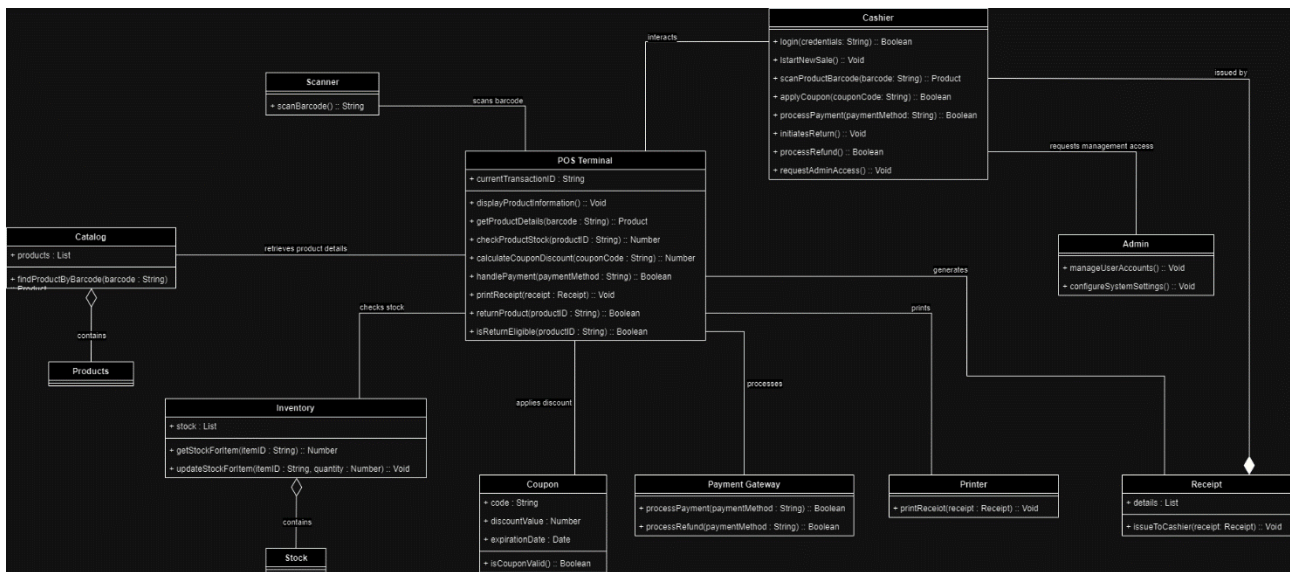 Cashier
+ login(credentials: String) :: Boolean
+ lstartNewSale() :: Void
+ scanProductBarcode(barcode: String) :: Product
+ applyCoupon(couponCode: String) :: Boolean
+ processPayment(paymentMethod: String) :: Boolean
+ initiatesReturn() :: Void
+ processRefund() :: Boolean
+ requestAdminAccess() :: Void
interacts
issued by
Scanner
+ scanBarcode() :: String
scans barcode
requests management access
POS Terminal
+ currentTransactionID : String
+ displayProductInformation() :: Void
+ getProductDetails(barcode : String) :: Product
+ checkProductStock(productID : String) :: Number
+ calculateCouponDiscount(couponCode : String) :: Number
+ handlePayment(paymentMethod : String) :: Boolean
+ printReceipt(receipt : Receipt) :: Void
+ returnProduct(productID : String) :: Boolean
+ isReturnEligible(productID : String) :: Boolean
Catalog
+ products : List
+ findProductByBarcode(barcode : String)
retrieves product details
Admin
+ manageUserAccounts() :: Void
+ configureSystemSettings() :: Void
generates
checks stock
prints
contains
Products
processes
applies discount
Inventory
+ stock : List
+ getStockForItem(itemID : String) :: Number
+ updateStockForItem(itemID : String, quantity : Number) :: Void
contains
Stock
Coupon
+ code : String
+ discountValue : Number
+ expirationDate : Date
+ isCouponValid() :: Boolean
Payment Gateway
+ processPayment(paymentMethod : String) :: Boolean
+ processRefund(paymentMethod : String) :: Boolean
Printer
+ printReceiot(receipt : Receipt) :: Void
Receipt
+ details : List
+ issueToCashier(receipt: Receipt) :: Void